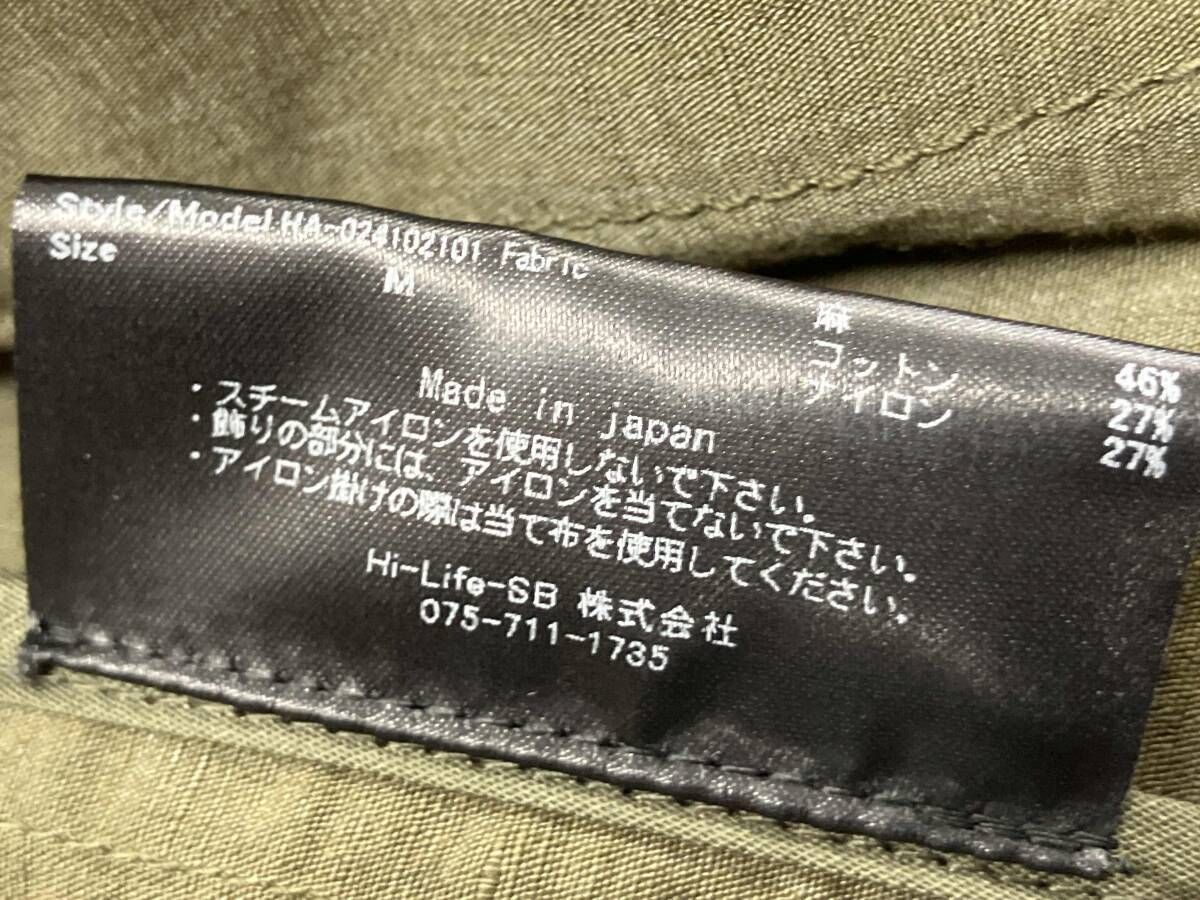 Style/Model HA-024102101 Fabric
Size M
麻 46%
コットン 27%
ナイロン 27%
Made in japan
・スチームアイロンを使用しないで下さい。
・飾りの部分には、アイロンを当てないで下さい。
・アイロン掛けの際は当て布を使用してください。
Hi-Life-SB 株式会社
075-711-1735